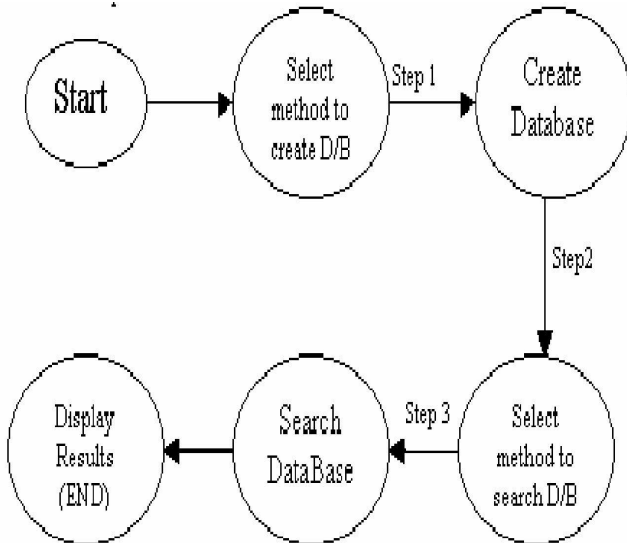 Start
Select
method to
create D/B
Step 1
Create
Database
Step2
Select
method to
search D/B
Step 3
Search
DataBase
Display
Results
(END)